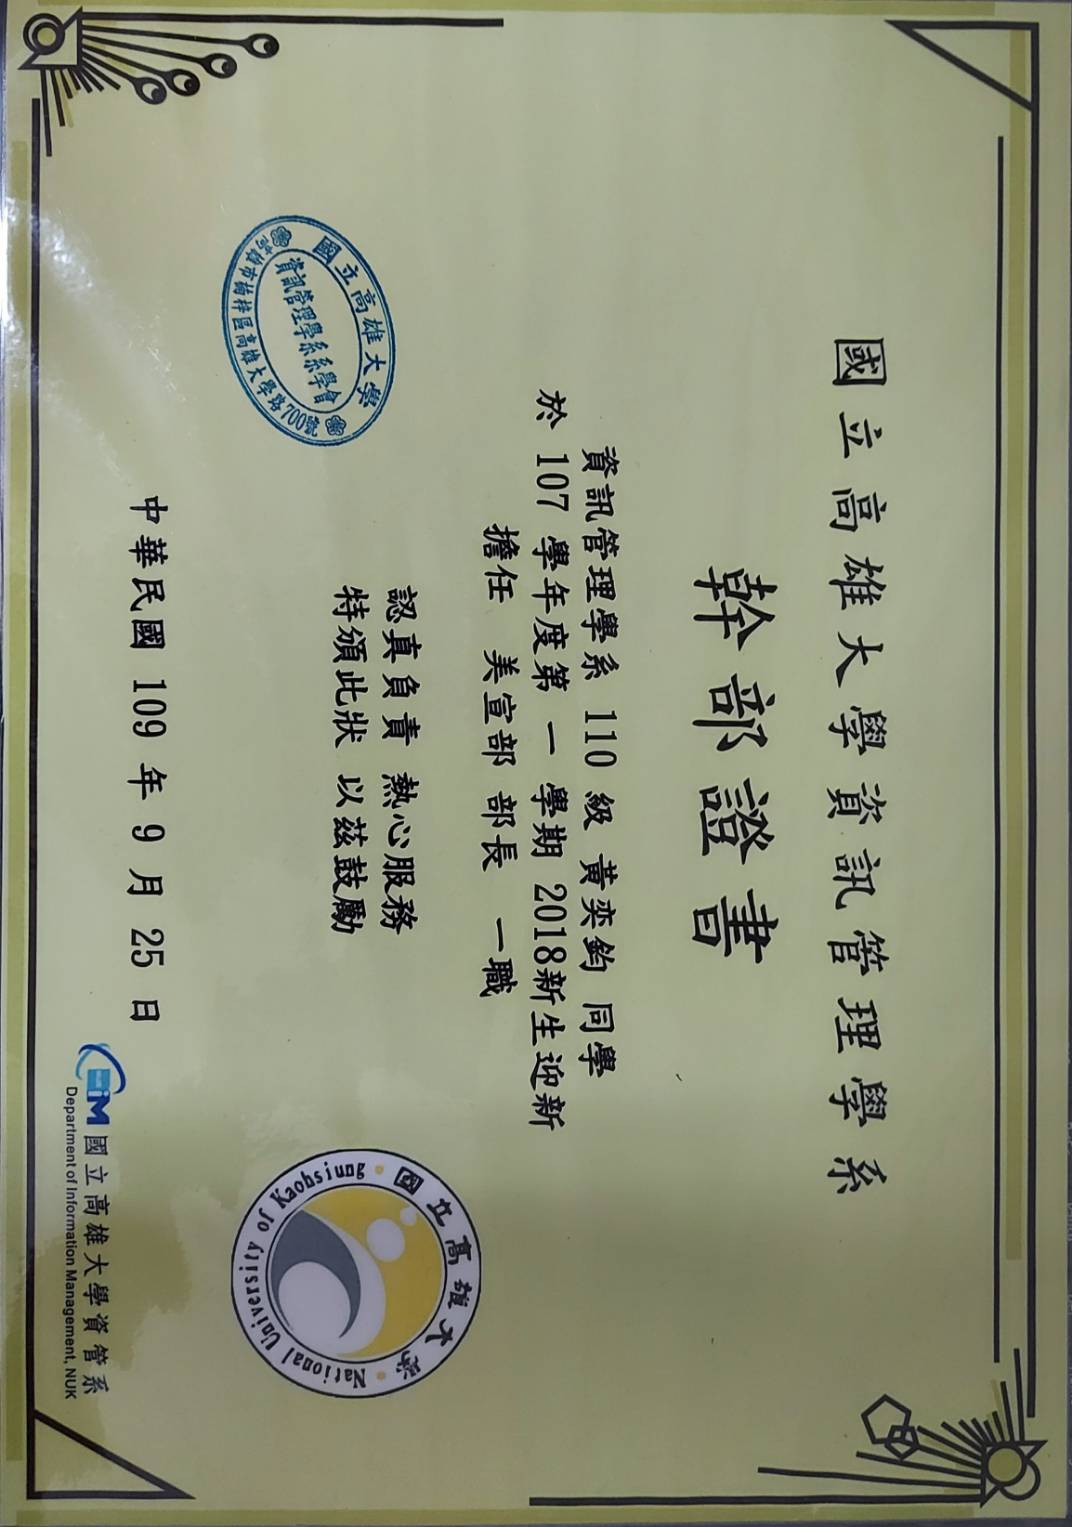 國立高雄大學資訊管理學系
幹部證書
資訊管理學系 110 級 黃奕鈞 同學
於 107 學年度第 一 學期 2018新生迎新
擔任 美宣部 部長 一職
認真負責 熱心服務
特頒此狀 以茲鼓勵
國立高雄大學
資訊管理學系系學會
高雄市楠梓區高雄大學路700號
國立高雄大學
National University of Kaohsiung
中華民國 109 年 9 月 25 日
iM 國立高雄大學資管系
Department of Information Management, NUK